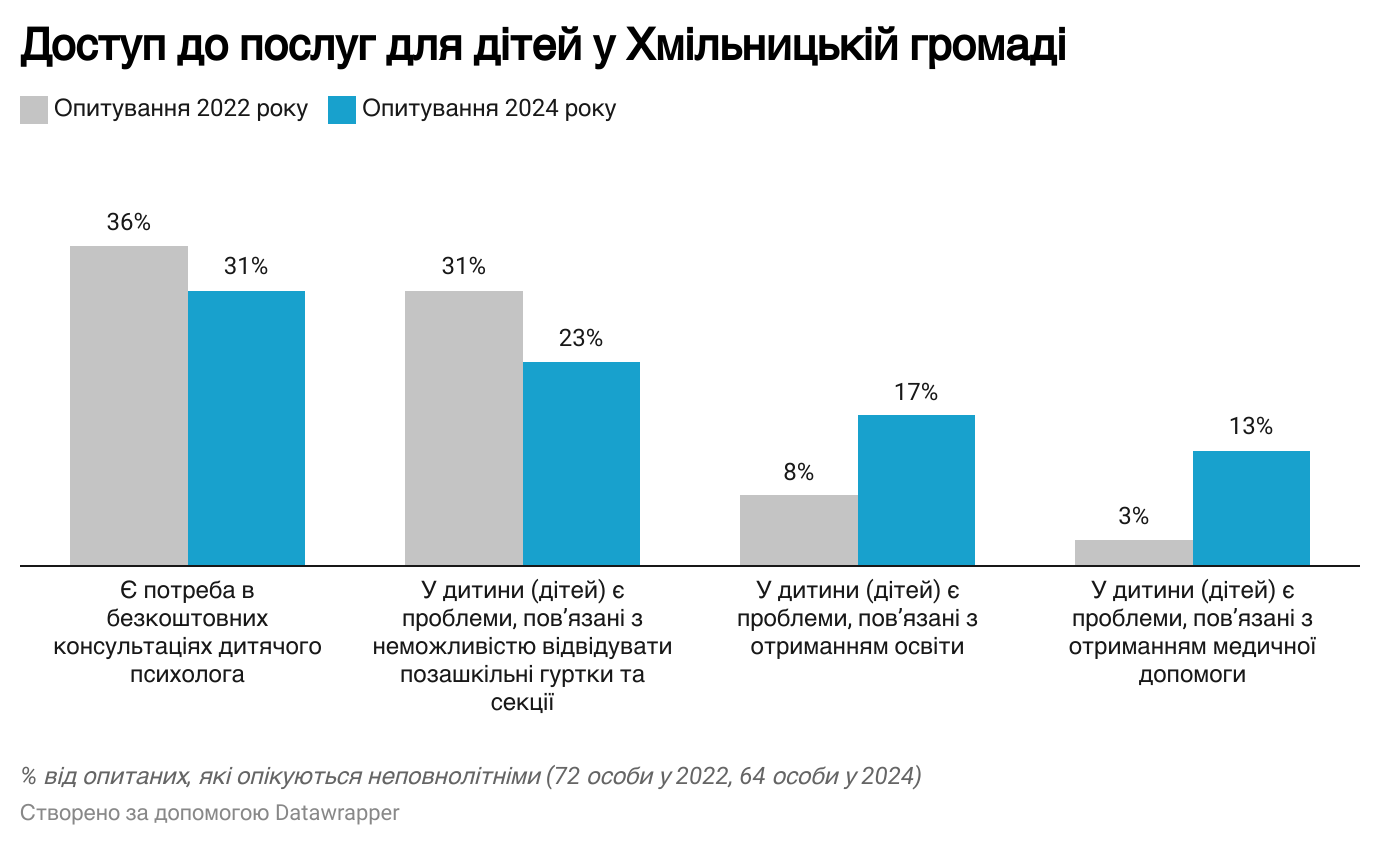 Доступ до послуг для дітей у Хмільницькій громаді
Опитування 2022 року Опитування 2024 року
36%
31%
31%
23%
8%
17%
3%
13%
Є потреба в
безкоштовних
консультаціях дитячого
психолога
У дитини (дітей) є
проблеми, пов’язані з
неможливістю відвідувати
позашкільні гуртки та
секції
У дитини (дітей) є
проблеми, пов’язані з
отриманням освіти
У дитини (дітей) є
проблеми, пов’язані з
отриманням медичної
допомоги
% від опитаних, які опікуються неповнолітніми (72 особи у 2022, 64 особи у 2024)
Створено за допомогою Datawrapper